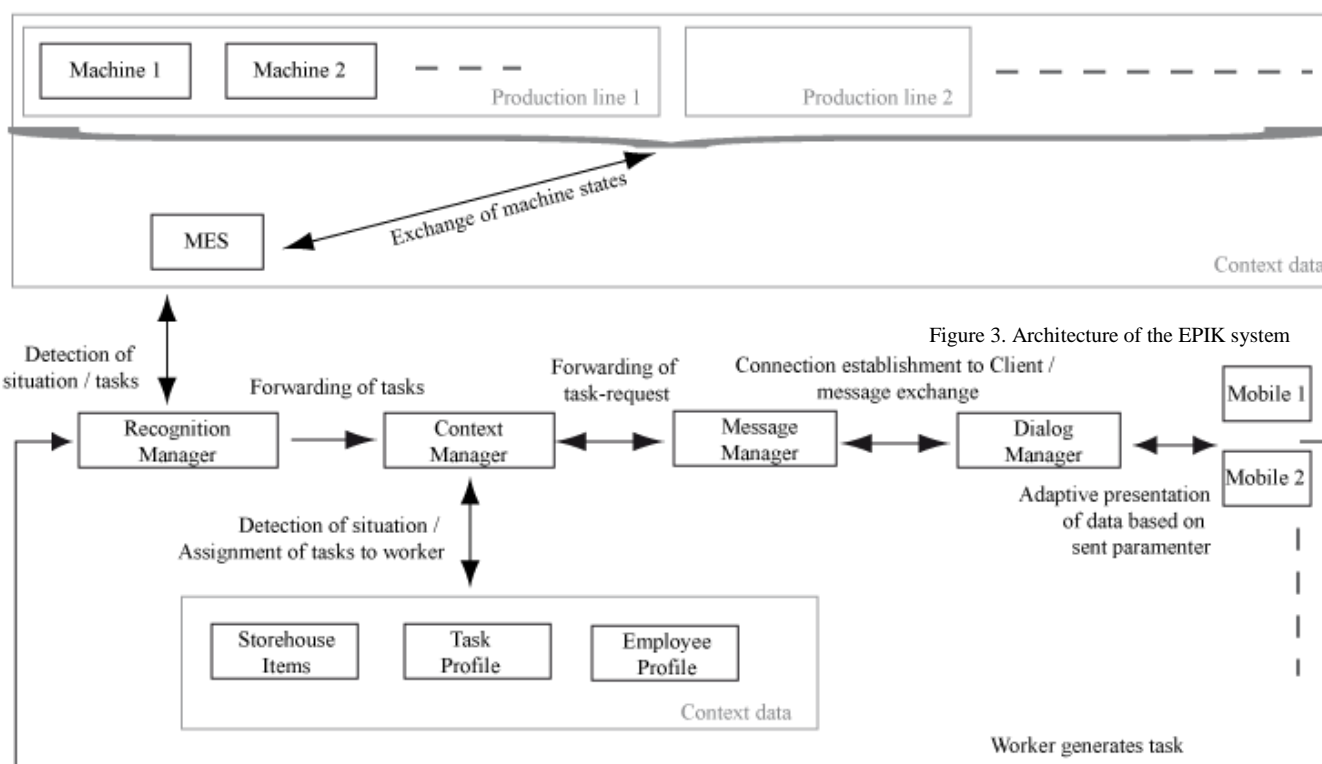 Machine 1
Machine 2
Production line 1
Production line 2
Exchange of machine states
MES
Context data
Figure 3. Architecture of the EPIK system
Detection of
situation / tasks
Forwarding of tasks
Forwarding of
task-request
Connection establishment to Client /
message exchange
Mobile 1
Recognition
Manager
Context
Manager
Message
Manager
Dialog
Manager
Mobile 2
Adaptive presentation
of data based on
sent paramenter
Detection of situation /
Assignment of tasks to worker
Storehouse
Items
Task
Profile
Employee
Profile
Context data
Worker generates task